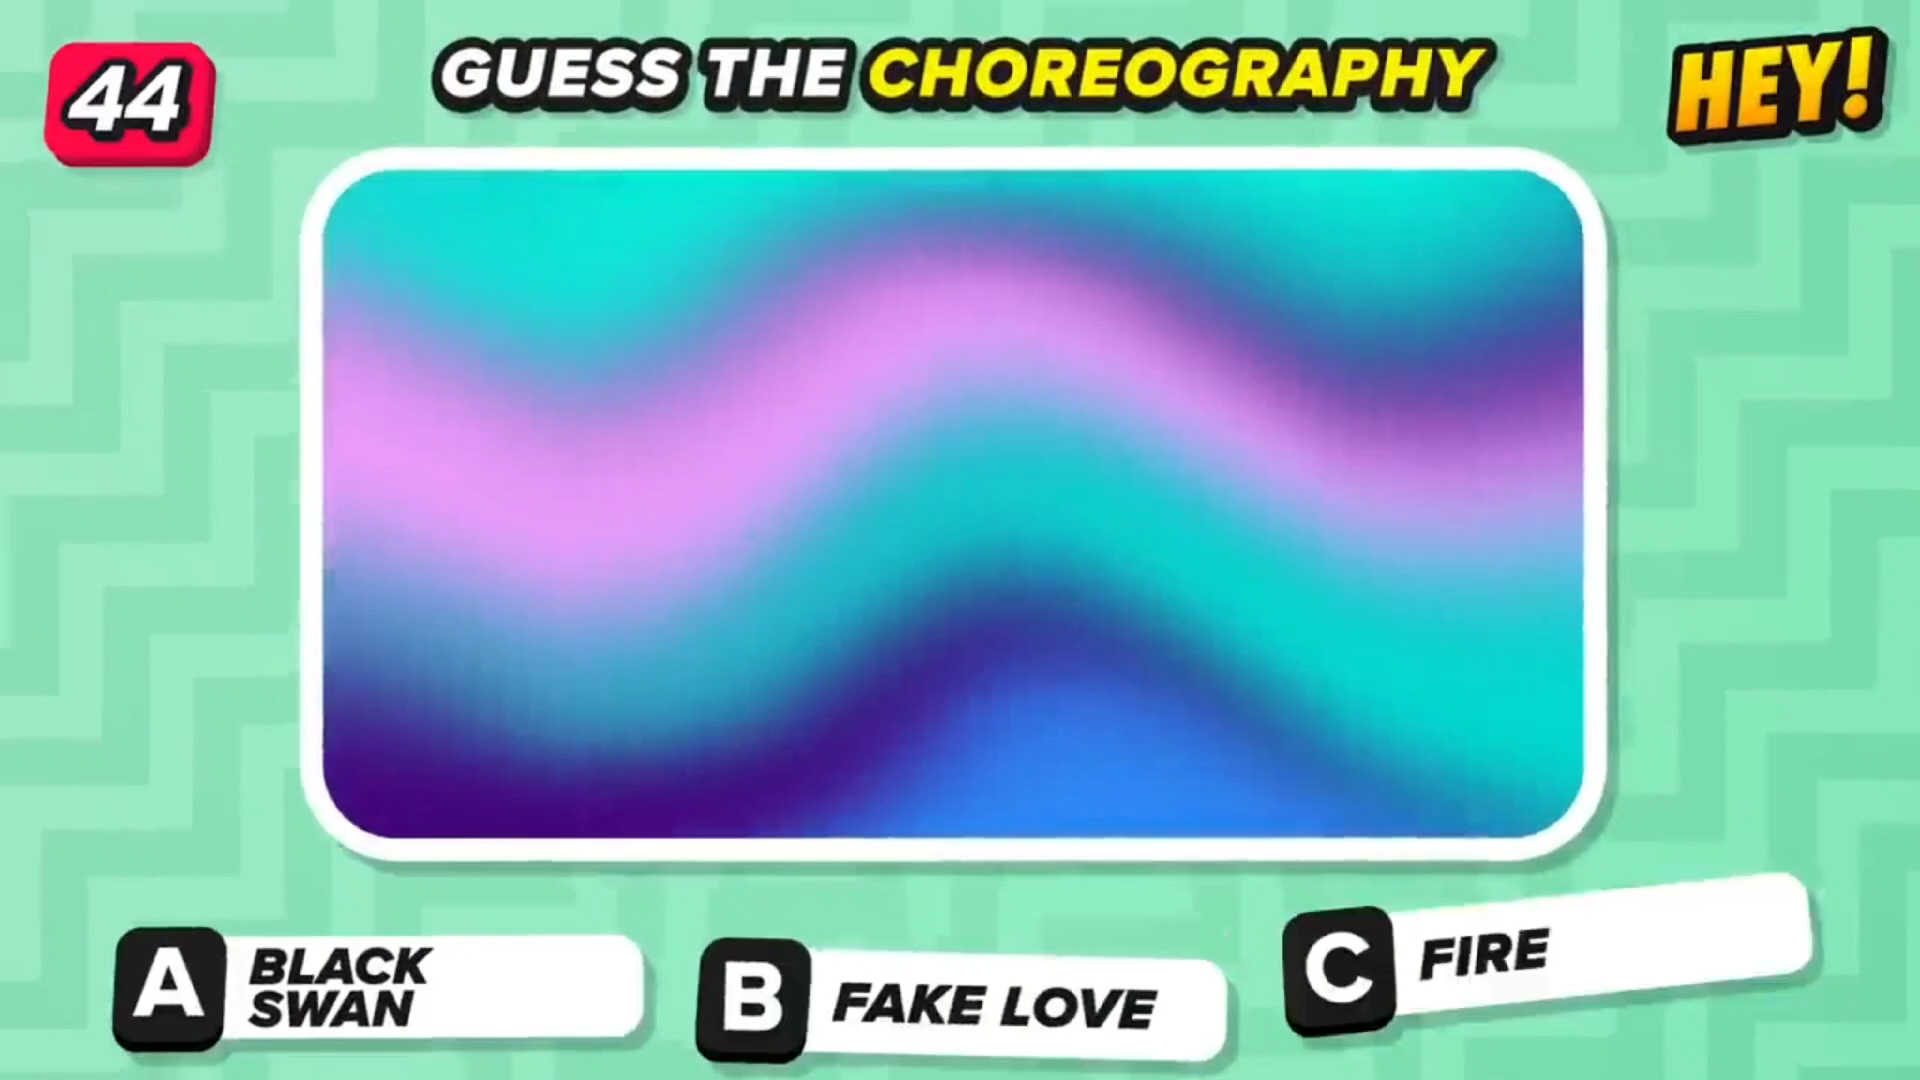 44
GUESS THE CHOREOGRAPHY
HEY!
A
BLACK
SWAN
B
FAKE LOVE
C
FIRE